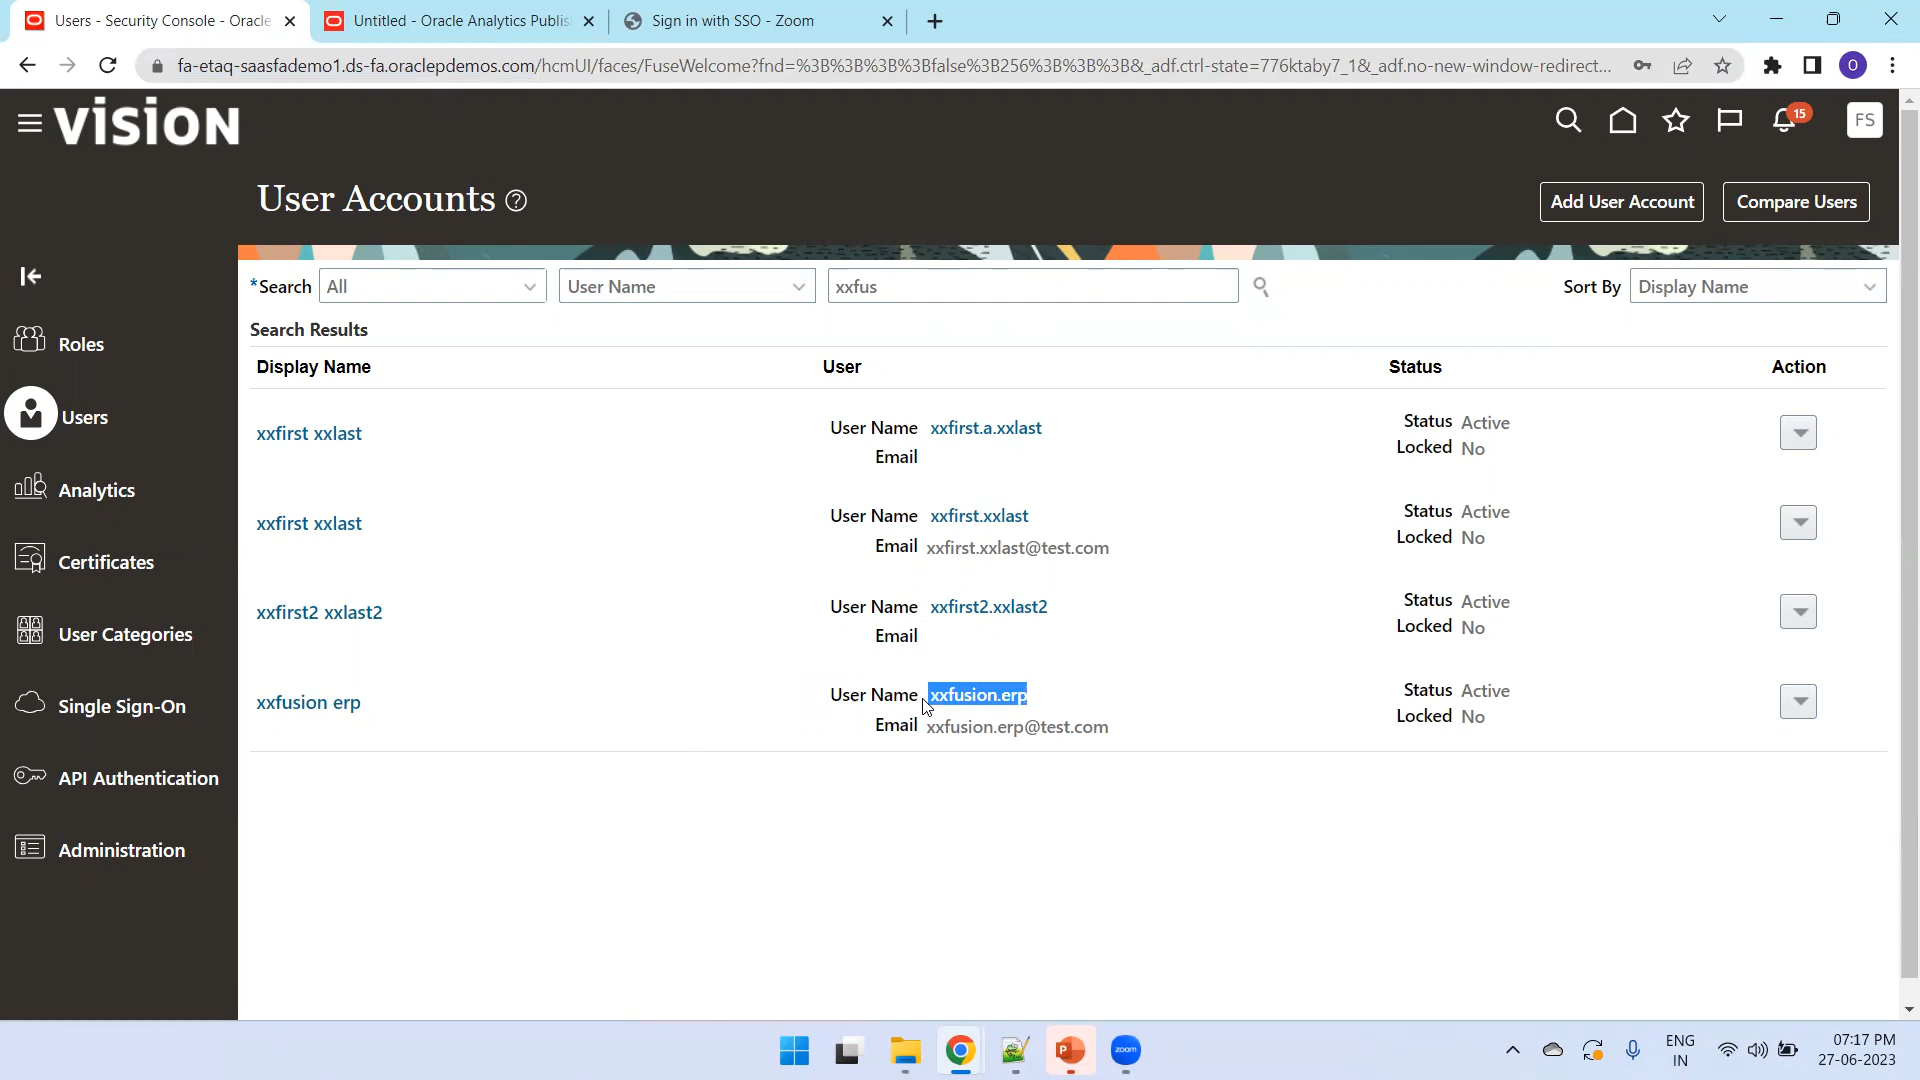 Users - Security Console - Oracle
Untitled - Oracle Analytics Publis
Sign in with SSO - Zoom
fa-etaq-saasfademo1.ds-fa.oraclepdemos.com/hcmUI/faces/FuseWelcome?fnd=%3B%3B%3B%3Bfalse%3B256%3B%3B%3B&_adf.ctrl-state=776ktaby7_1&_adf.no-new-window-redirect...
O
vision
15
FS
User Accounts ?
Add User Account
Compare Users
*Search All
User Name
xxfus
Sort By Display Name
Search Results
Display Name User Status Action
xxfirst xxlast
User Name xxfirst.a.xxlast
Email
Status Active
Locked No
xxfirst xxlast
User Name xxfirst.xxlast
Email xxfirst.xxlast@test.com
Status Active
Locked No
xxfirst2 xxlast2
User Name xxfirst2.xxlast2
Email
Status Active
Locked No
xxfusion erp
User Name xxfusion.erp
Email xxfusion.erp@test.com
Status Active
Locked No
Roles
Users
Analytics
Certificates
User Categories
Single Sign-On
API Authentication
Administration
zoom
ENG
IN
07:17 PM
27-06-2023